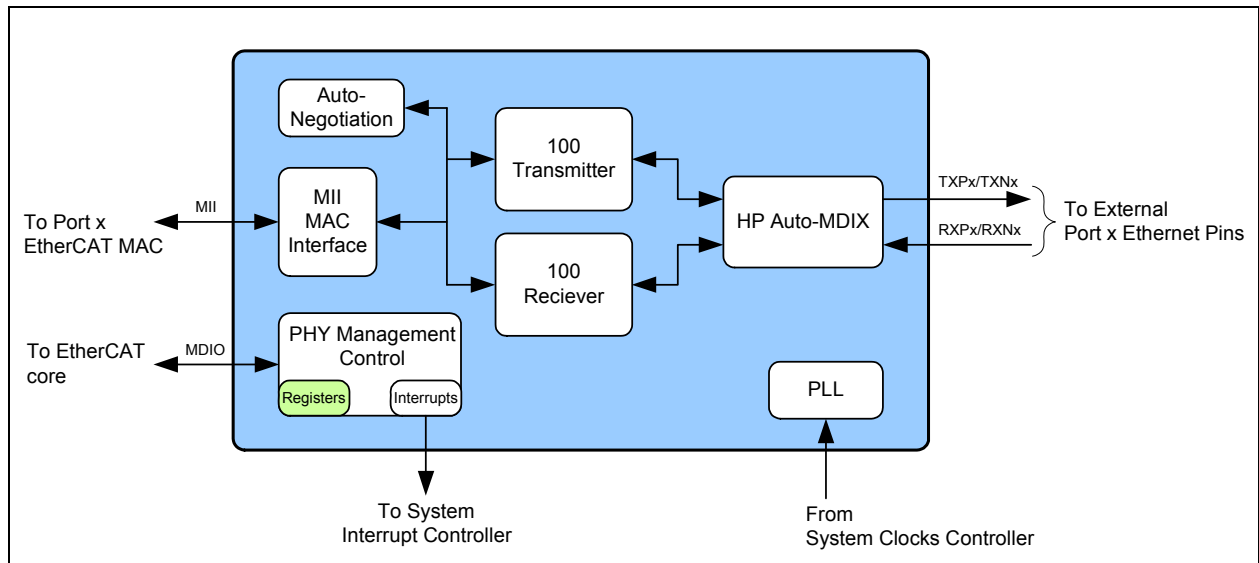 Auto-
Negotiation
100
Transmitter
MII
MAC
Interface
HP Auto-MDIX
100
Reciever
To Port x
EtherCAT MAC
MII
TXPx/TXNx
RXPx/RXNx
To External
Port x Ethernet Pins
To EtherCAT
core
MDIO
PHY Management
Control
Registers
Interrupts
PLL
To System
Interrupt Controller
From
System Clocks Controller